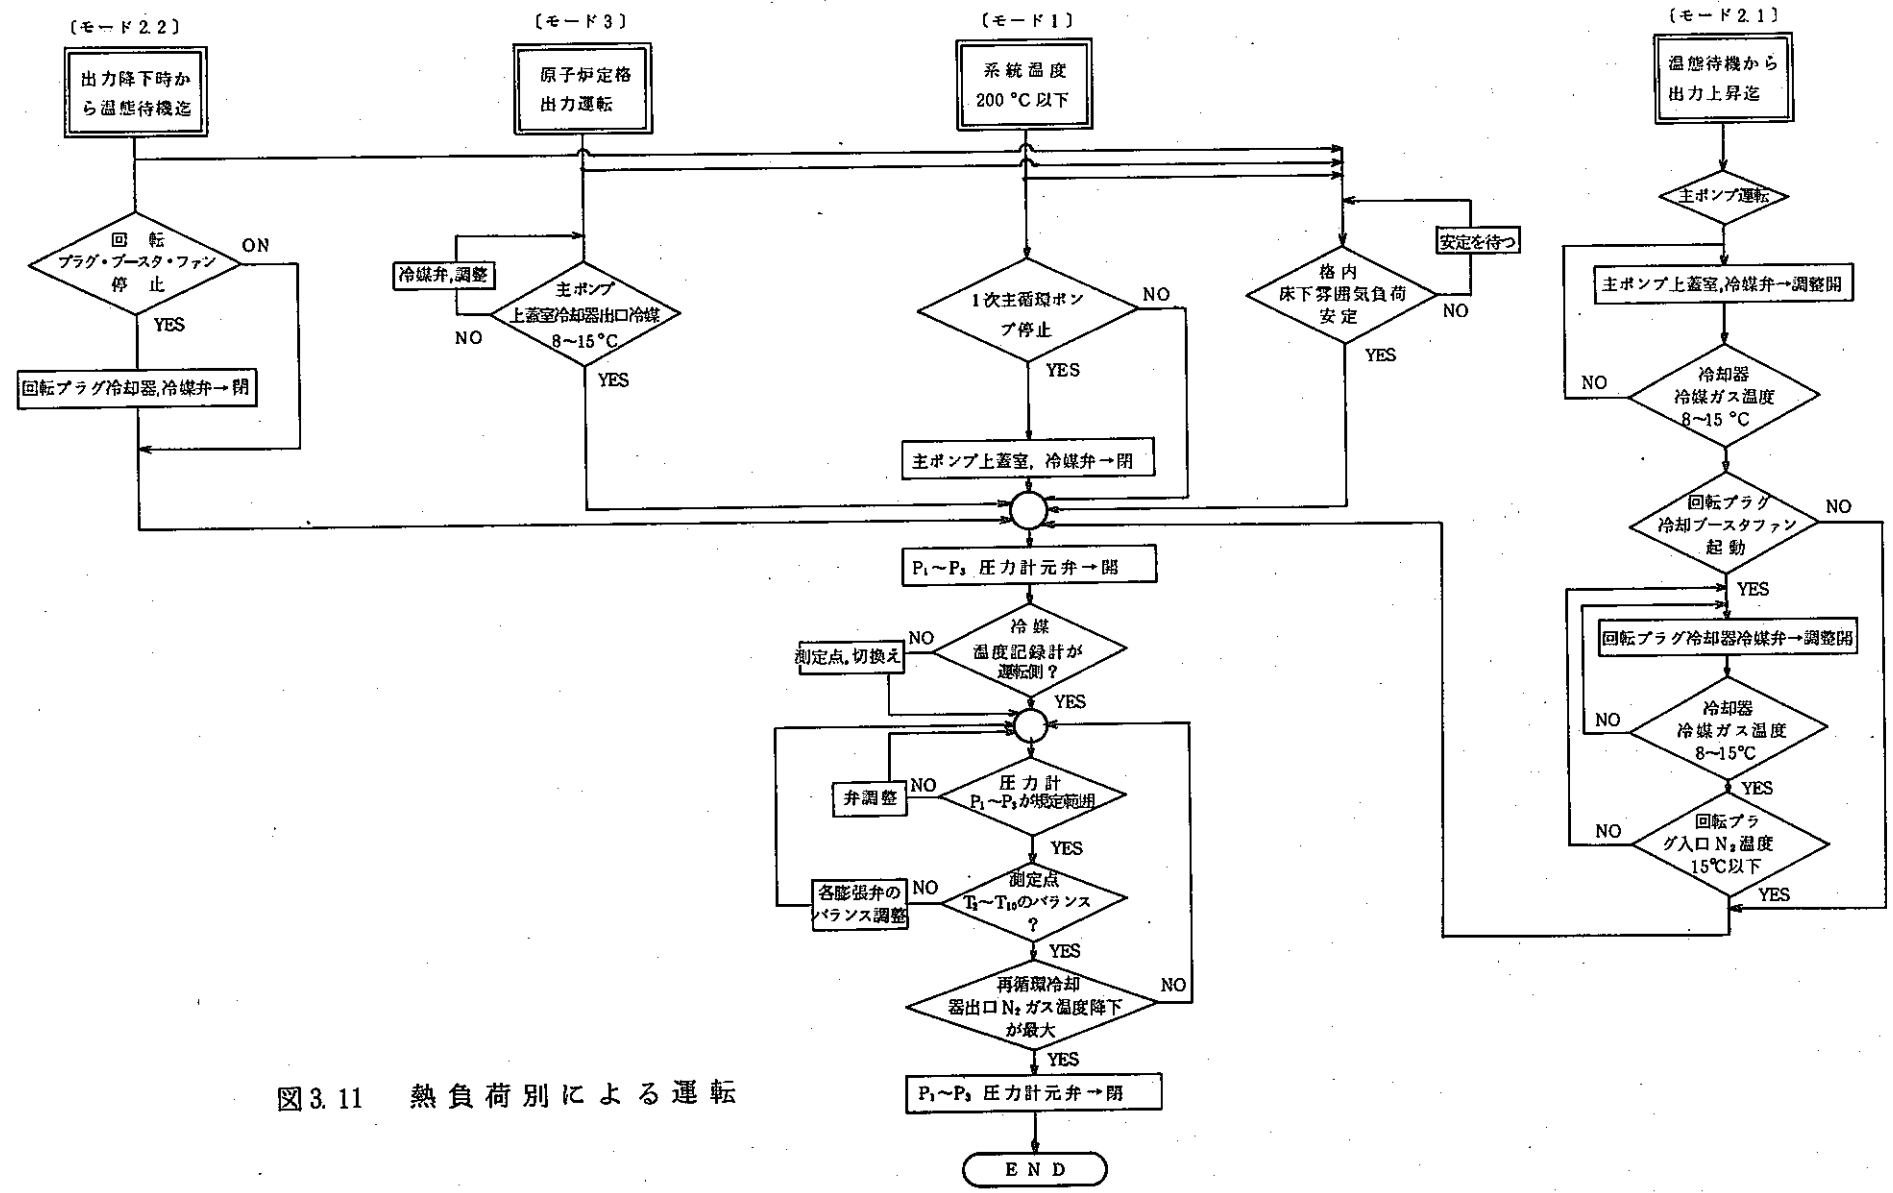 〔モード2.2〕
出力降下時か
ら温態待機迄
回 転
プラグ・ブースタ・ファン
停 止
ON
YES
回転プラグ冷却器,冷媒弁→閉
〔モード3〕
原子炉定格
出力運転
冷媒弁,調整
主ポンプ
上蓋室冷却器出口冷媒
8〜15°C
NO
YES
〔モード1〕
系統温度
200 °C 以下
1次主循環ポン
プ停止
NO
YES
主ポンプ上蓋室, 冷媒弁→閉
安定を待つ
格内
床下雰囲気負荷
安定
NO
YES
〔モード2.1〕
温態待機から
出力上昇迄
主ポンプ運転
主ポンプ上蓋室,冷媒弁→調整開
冷却器
冷媒ガス温度
8〜15 °C
NO
回転プラグ
冷却ブースタファン
起動
NO
YES
回転プラグ冷却器冷媒弁→調整開
冷却器
冷媒ガス温度
8〜15°C
NO
YES
回転プラ
グ入口 N₂ 温度
15°C以下
NO
YES
P₁〜P₃ 圧力計元弁→開
冷媒
温度記録計が
運転側？
NO
測定点,切換え
YES
圧力計
P₁〜P₃が規定範囲
NO
弁調整
YES
測定点
T₂〜T₁₀のバランス
？
NO
各膨張弁の
バランス調整
YES
再循環冷却
器出口 N₂ ガス温度降下
が最大
NO
YES
P₁〜P₃ 圧力計元弁→閉
END
図3.11 熱負荷別による運転